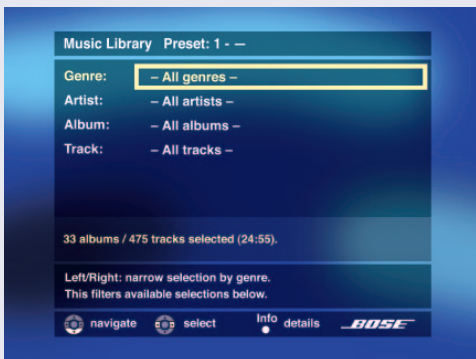 Music Library Preset: 1 - —
Genre: – All genres –
Artist: – All artists –
Album: – All albums –
Track: – All tracks –
33 albums / 475 tracks selected (24:55).
Left/Right: narrow selection by genre.
This filters available selections below.
navigate select Info details BOSE